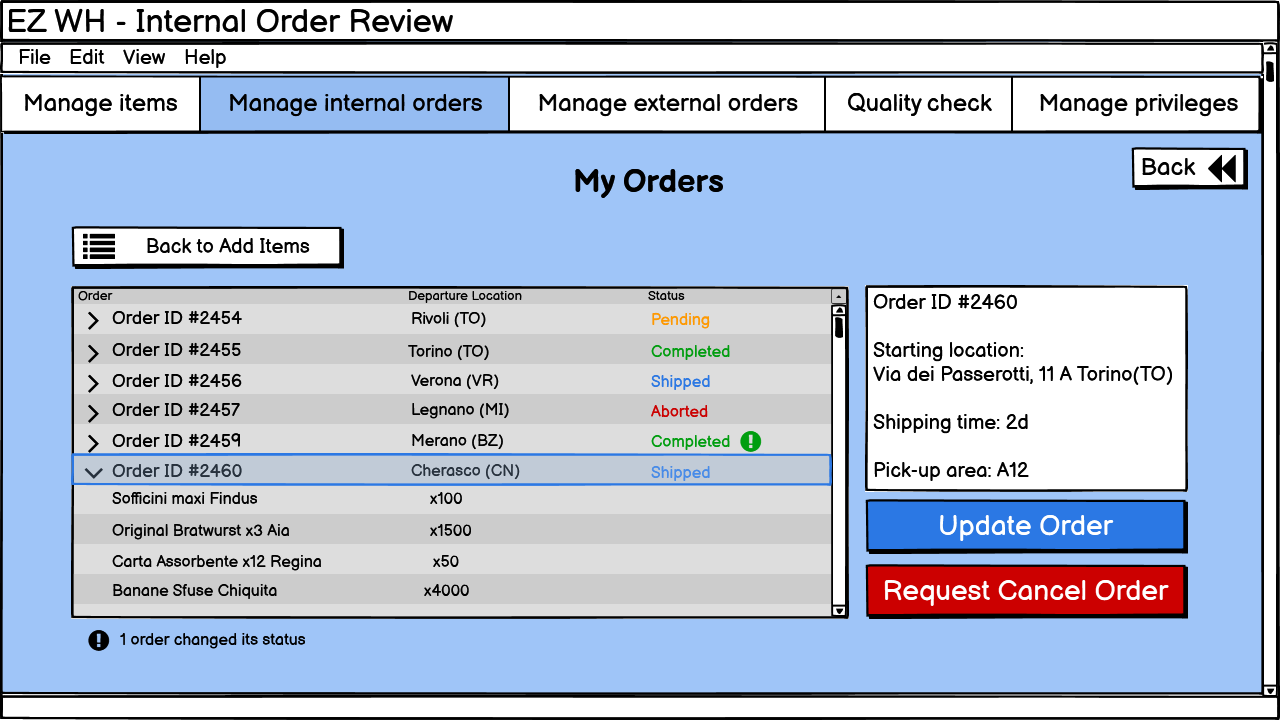 EZ WH - Internal Order Review
File Edit View Help
Manage items Manage internal orders Manage external orders Quality check Manage privileges
Back
My Orders
Back to Add Items
Order Departure Location Status
Order ID #2454 Rivoli (TO) Pending
Order ID #2455 Torino (TO) Completed
Order ID #2456 Verona (VR) Shipped
Order ID #2457 Legnano (MI) Aborted
Order ID #2459 Merano (BZ) Completed
Order ID #2460 Cherasco (CN) Shipped
Sofficini maxi Findus x100
Original Bratwurst x3 Aia x1500
Carta Assorbente x12 Regina x50
Banane Sfuse Chiquita x4000
1 order changed its status
Order ID #2460
Starting location:
Via dei Passerotti, 11 A Torino(TO)
Shipping time: 2d
Pick-up area: A12
Update Order
Request Cancel Order